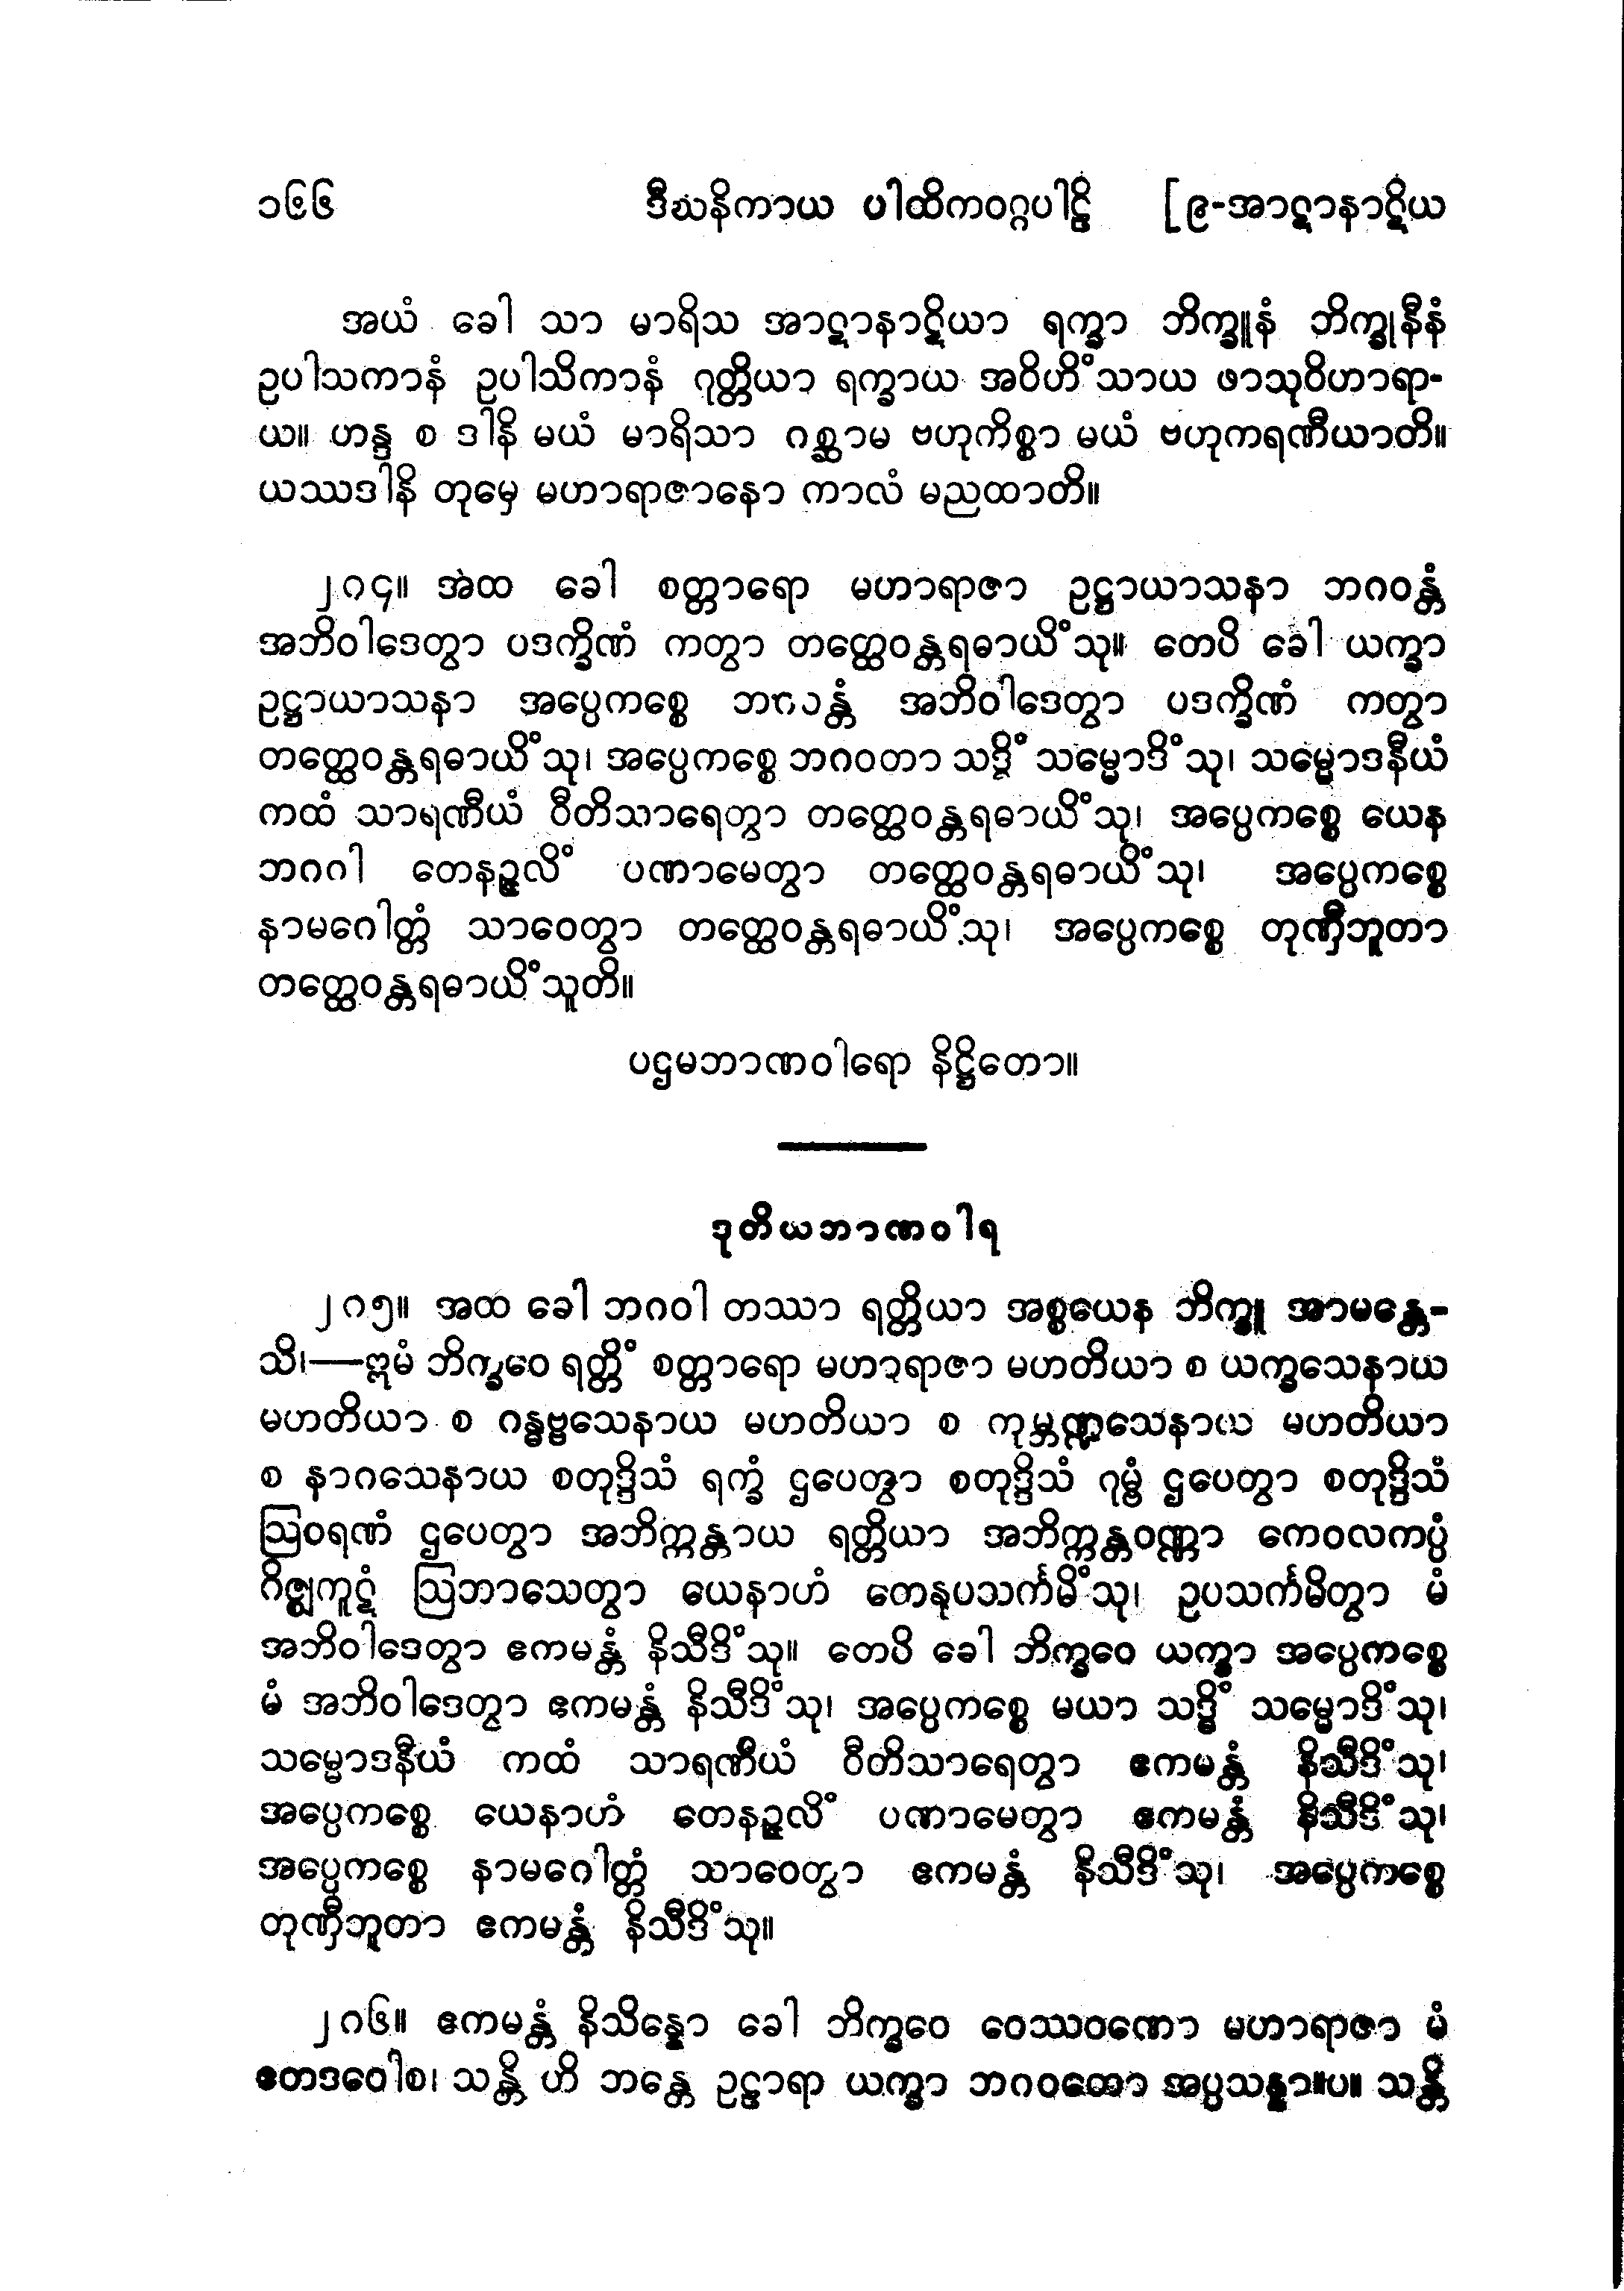 ၁၆၆ ဒီဃနိကာယ ပါထိကဝဂ္ဂပါဠိ [၉-အာဋာနာဋိယ
အယံ ခေါ သာ မာရိသ အာဋာနာဋိယာ ရက္ခာ ဘိက္ခူနံ ဘိက္ခုနီနံ
ဥပါသကာနံ ဥပါသိကာနံ ဂုတ္တိယာ ရက္ခာယ အဝိဟိံသာယ ဖာသုဝိဟာရာ-
ယ။ ဟန္ဒ စ ဒါနိ မယံ မာရိသာ ဂစ္ဆာမ ဗဟုကိစ္စာ မယံ ဗဟုကရဏီယာတိ။
ယဿဒါနိ တုမှေ မဟာရာဇာနော ကာလံ မညထာတိ။
၂၈၄။ အထ ခေါ စတ္တာရော မဟာရာဇာ ဥဋ္ဌာယာသနာ ဘဂဝန္တံ
အဘိဝါဒေတွာ ပဒက္ခိဏံ ကတွာ တတ္ထေဝန္တရဓာယိံသု။ တေပိ ခေါ ယက္ခာ
ဥဋ္ဌာယာသနာ အပ္ပေကစ္စေ ဘဂဝန္တံ အဘိဝါဒေတွာ ပဒက္ခိဏံ ကတွာ
တတ္ထေဝန္တရဓာယိံသု၊ အပ္ပေကစ္စေ ဘဂဝတာ သဒ္ဓိံ သမ္မောဒိံသု၊ သမ္မောဒနီယံ
ကထံ သာရဏီယံ ဝီတိသာရေတွာ တတ္ထေဝန္တရဓာယိံသု၊ အပ္ပေကစ္စေ ယေန
ဘဂဂါ တေနဉ္ဇလိံ ပဏာမေတွာ တတ္ထေဝန္တရဓာယိံသု၊ အပ္ပေကစ္စေ
နာမဂေါတ္တံ သာဝေတွာ တတ္ထေဝန္တရဓာယိံသု၊ အပ္ပေကစ္စေ တုဏှီဘူတာ
တတ္ထေဝန္တရဓာယိံသူတိ။
ပဌမဘာဏဝါရော နိဋ္ဌိတော။
ဒုတိယဘာဏဝါရ
၂၈၅။ အထ ခေါ ဘဂဝါ တဿာ ရတ္တိယာ အစ္စယေန ဘိက္ခူ အာမန္တေ-
သိ၊—ဣမံ ဘိက္ခဝေ ရတ္တိံ စတ္တာရော မဟာရာဇာ မဟတိယာ စ ယက္ခသေနာယ
မဟတိယာ စ ဂန္ဓဗ္ဗသေနာယ မဟတိယာ စ ကုမ္ဘဏ္ဍသေနာယ မဟတိယာ
စ နာဂသေနာယ စတုဒ္ဒိသံ ရက္ခံ ဌပေတွာ စတုဒ္ဒိသံ ဂုမ္ဗံ ဌပေတွာ စတုဒ္ဒိသံ
ဩဝရဏံ ဌပေတွာ အဘိက္ကန္တာယ ရတ္တိယာ အဘိက္ကန္တဝဏ္ဏာ ကေဝလကပ္ပံ
ဂိဇ္ဈကူဋံ ဩဘာသေတွာ ယေနာဟံ တေနုပသင်္ကမိံသု၊ ဥပသင်္ကမိတွာ မံ
အဘိဝါဒေတွာ ဧကမန္တံ နိသီဒိံသု။ တေပိ ခေါ ဘိက္ခဝေ ယက္ခာ အပ္ပေကစ္စေ
မံ အဘိဝါဒေတွာ ဧကမန္တံ နိသီဒိံသု၊ အပ္ပေကစ္စေ မယာ သဒ္ဓိံ သမ္မောဒိံသု၊
သမ္မောဒနီယံ ကထံ သာရဏီယံ ဝီတိသာရေတွာ ဧကမန္တံ နိသီဒိံသု၊
အပ္ပေကစ္စေ ယေနာဟံ တေနဉ္ဇလိံ ပဏာမေတွာ ဧကမန္တံ နိသီဒိံသု၊
အပ္ပေကစ္စေ နာမဂေါတ္တံ သာဝေတွာ ဧကမန္တံ နိသီဒိံသု၊ အပ္ပေကစ္စေ
တုဏှီဘူတာ ဧကမန္တံ နိသီဒိံသု။
၂၈၆။ ဧကမန္တံ နိသိန္နော ခေါ ဘိက္ခဝေ ဝေဿဝဏော မဟာရာဇာ မံ
ဧတဒဝေါစ၊ သန္တိ ဟိ ဘန္တေ ဥဠာရာ ယက္ခာ ဘဂဝတော အပ္ပသန္နာ။ပ။ သန္တိ